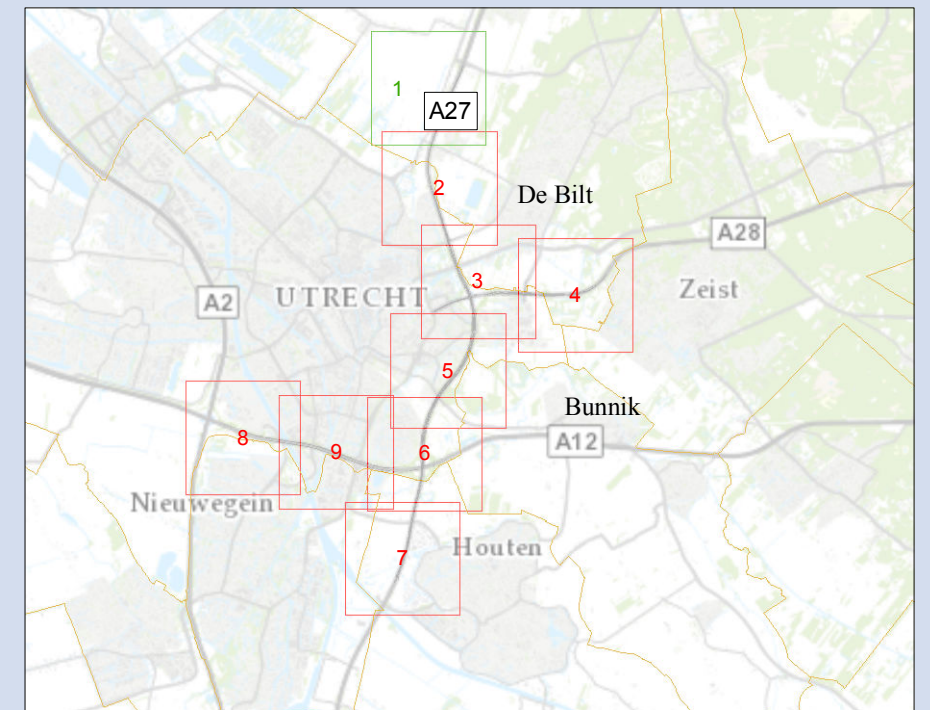 1
A27
2
De Bilt
A28
3
4
Zeist
A2
UTRECHT
5
Bunnik
8
9
6
A12
Nieuwegein
Houten
7